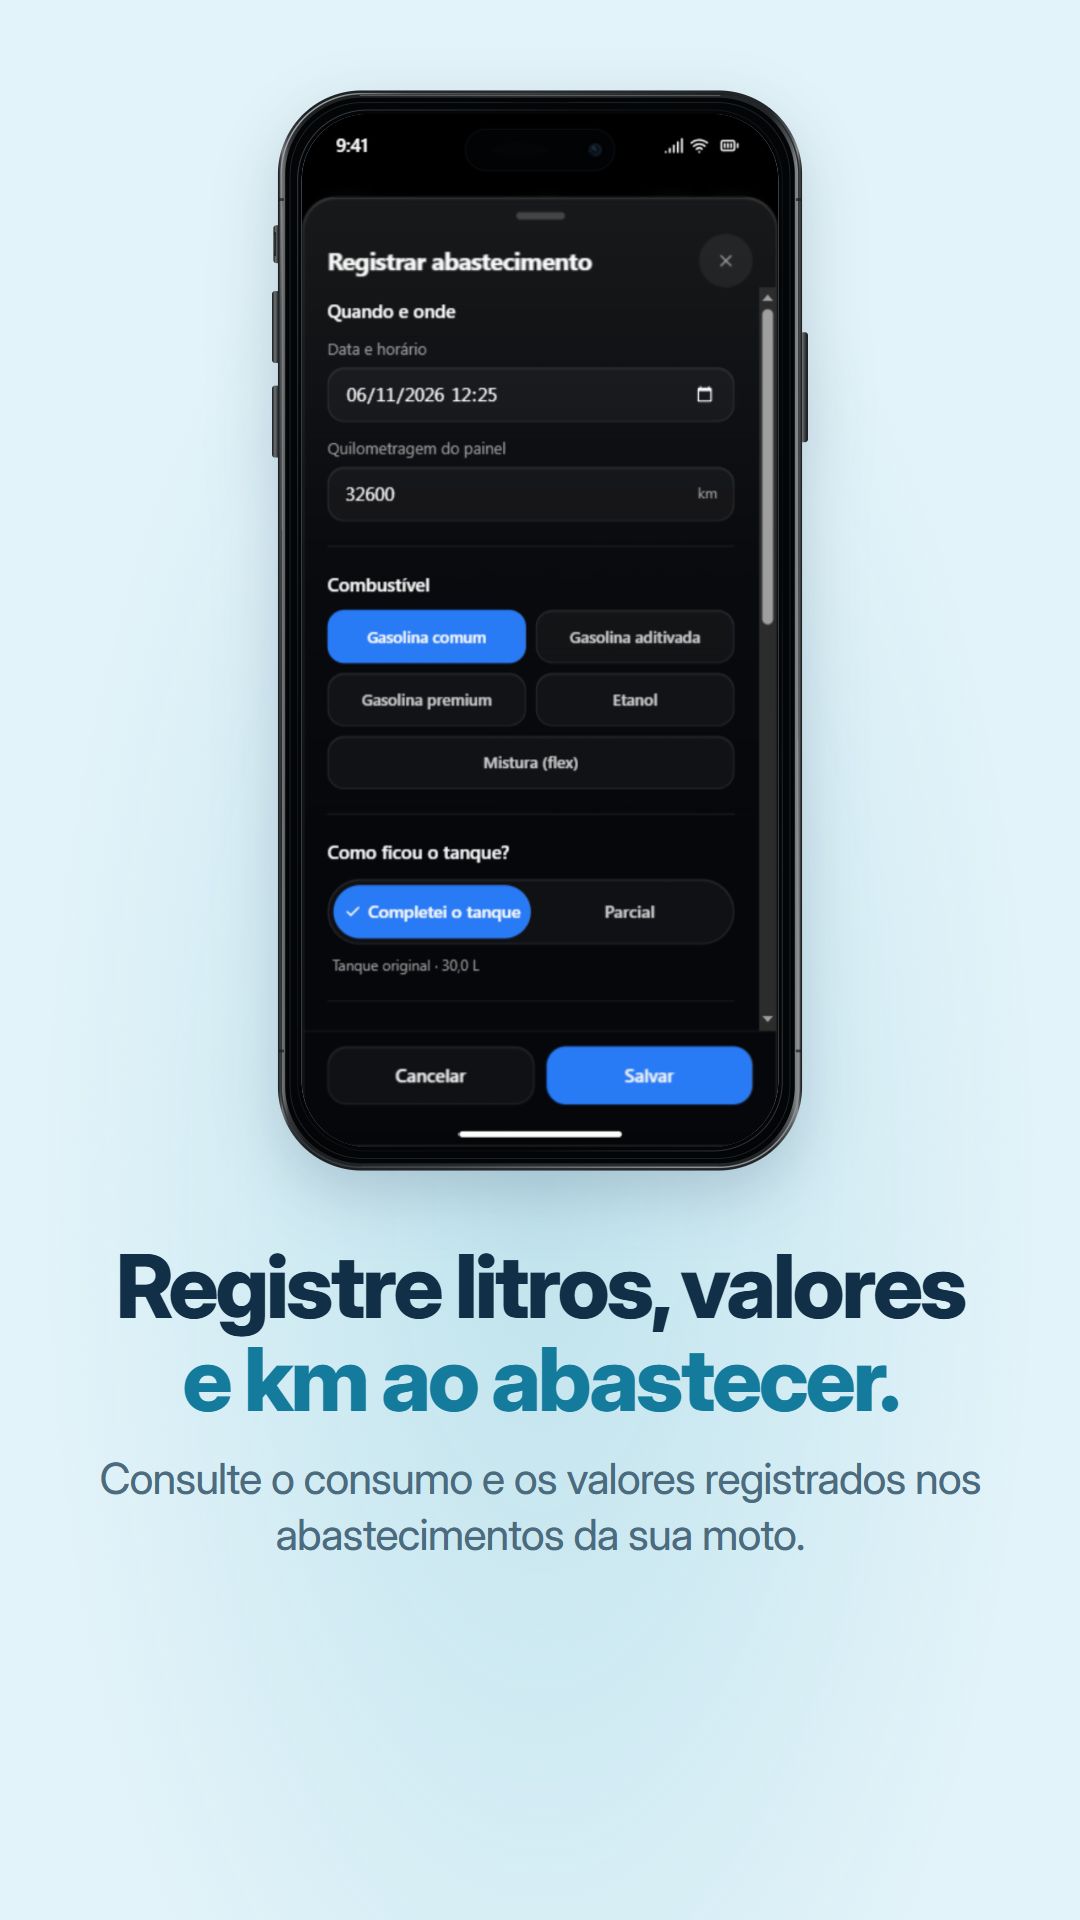 9:41
Registrar abastecimento
Quando e onde
Data e horário
06/11/2026 12:25
Quilometragem do painel
32600 km
Combustível
Gasolina comum Gasolina aditivada
Gasolina premium Etanol
Mistura (flex)
Como ficou o tanque?
Completei o tanque Parcial
Tanque original · 30,0 L
Cancelar Salvar
Registre litros, valores
e km ao abastecer.
Consulte o consumo e os valores registrados nos
abastecimentos da sua moto.